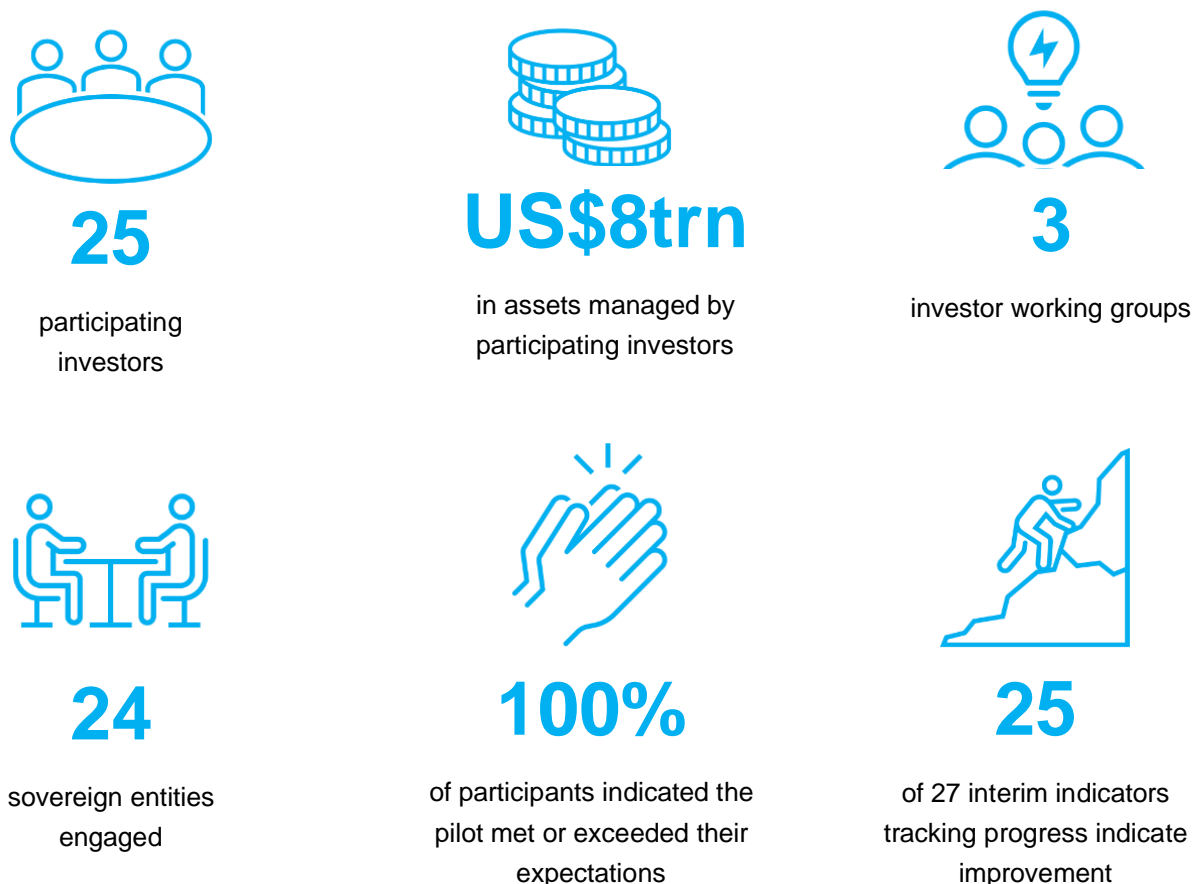 25
participating
investors
US$8trn
in assets managed by
participating investors
3
investor working groups
24
sovereign entities
engaged
100%
of participants indicated the
pilot met or exceeded their
expectations
25
of 27 interim indicators
tracking progress indicate
improvement